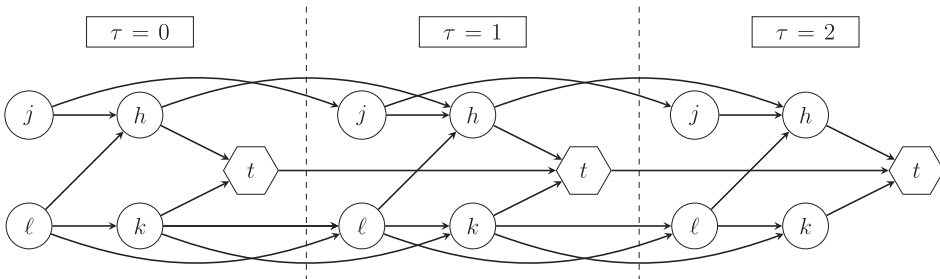 τ = 0 τ = 1 τ = 2
j h j h j h
t t t
ℓ k ℓ k ℓ k